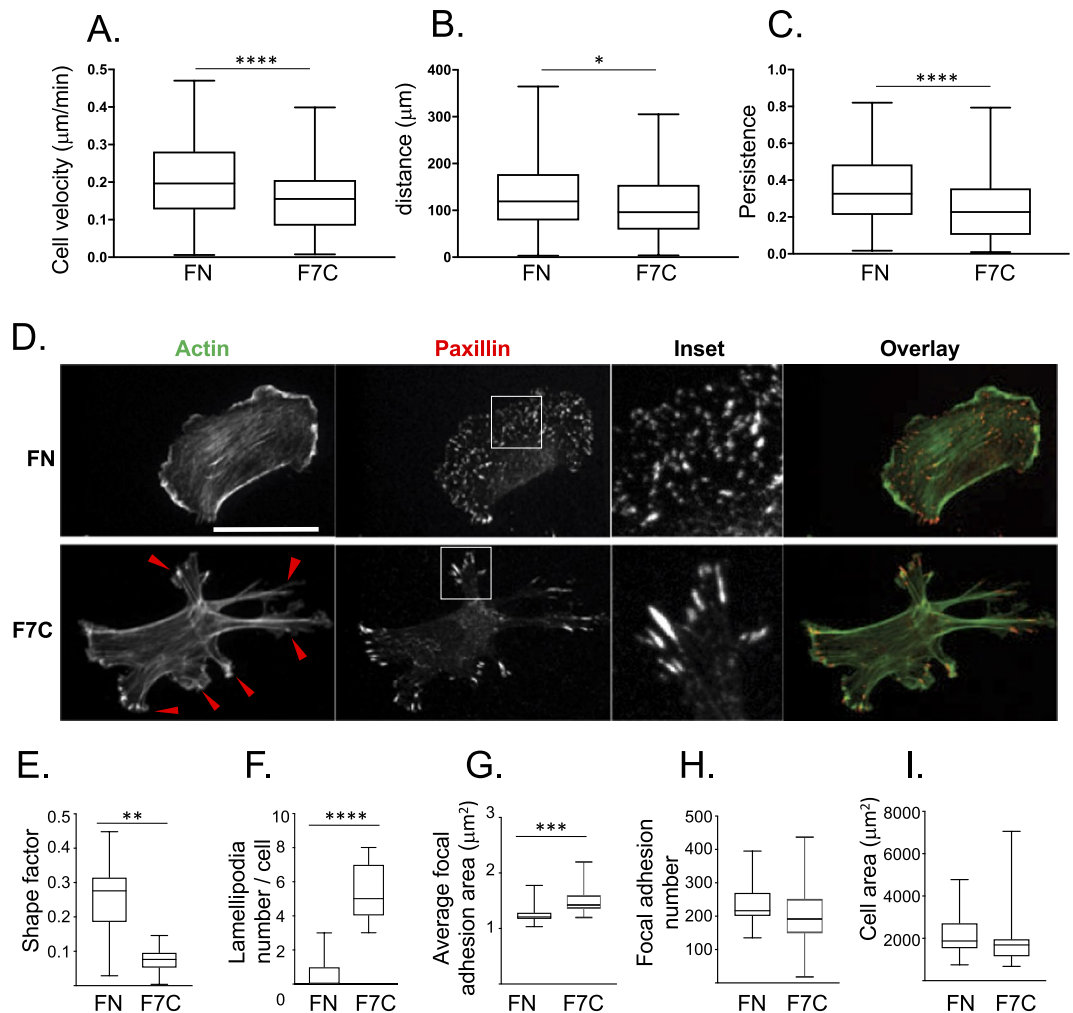 A.
Cell velocity (μm/min)
0.5
0.4
0.3
0.2
0.1
0.0
****
FN F7C
B.
distance (μm)
400
300
200
100
0
*
FN F7C
C.
Persistence
1.0
0.8
0.6
0.4
0.2
0.0
****
FN F7C
D.
Actin Paxillin Inset Overlay
FN
F7C
E.
Shape factor
0.5
0.3
0.2
0.1
**
FN F7C
F.
Lamellipodia
number / cell
10
8
6
4
2
0
****
FN F7C
G.
Average focal
adhesion area (μm²)
3
2
1
***
FN F7C
H.
Focal adhesion
number
500
400
300
200
100
FN F7C
I.
Cell area (μm²)
8000
6000
4000
2000
FN F7C